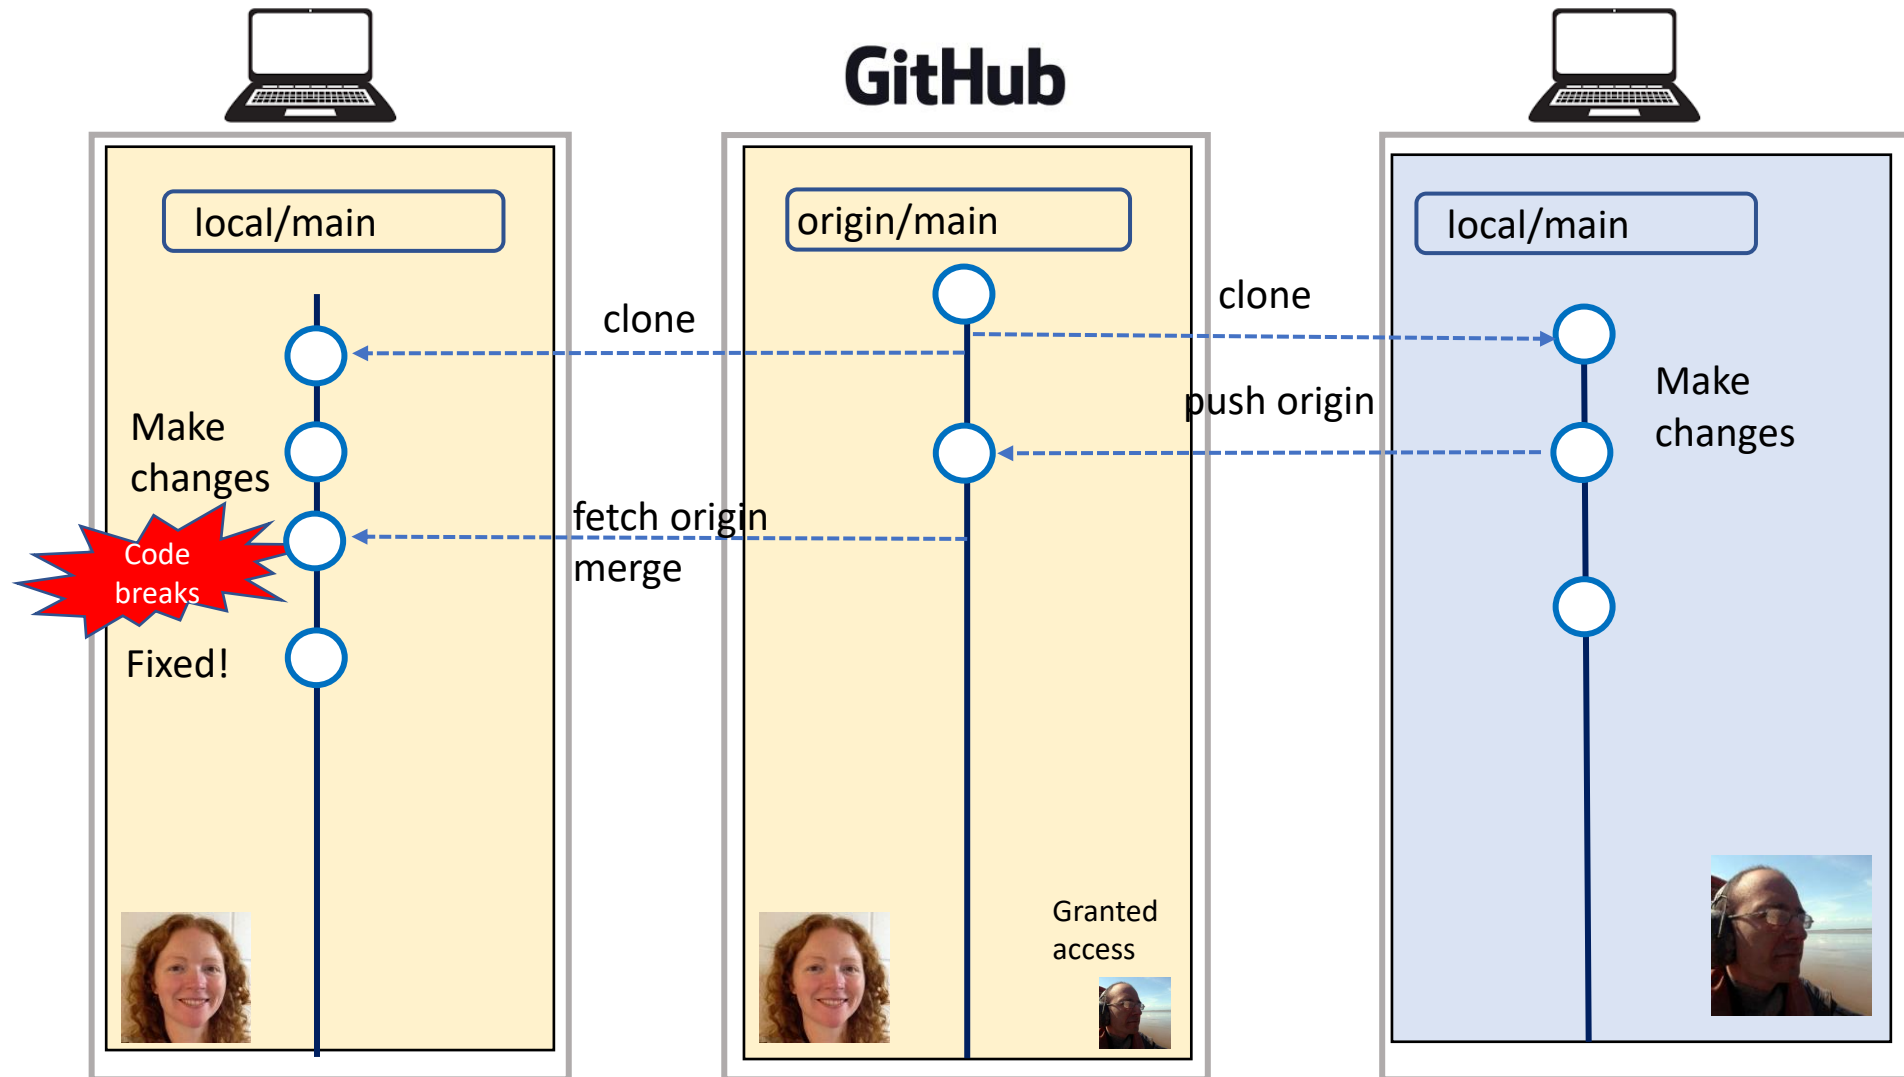 GitHub
local/main
origin/main
local/main
clone
clone
Make
changes
push origin
Make
changes
fetch origin
merge
Code
breaks
Fixed!
Granted
access